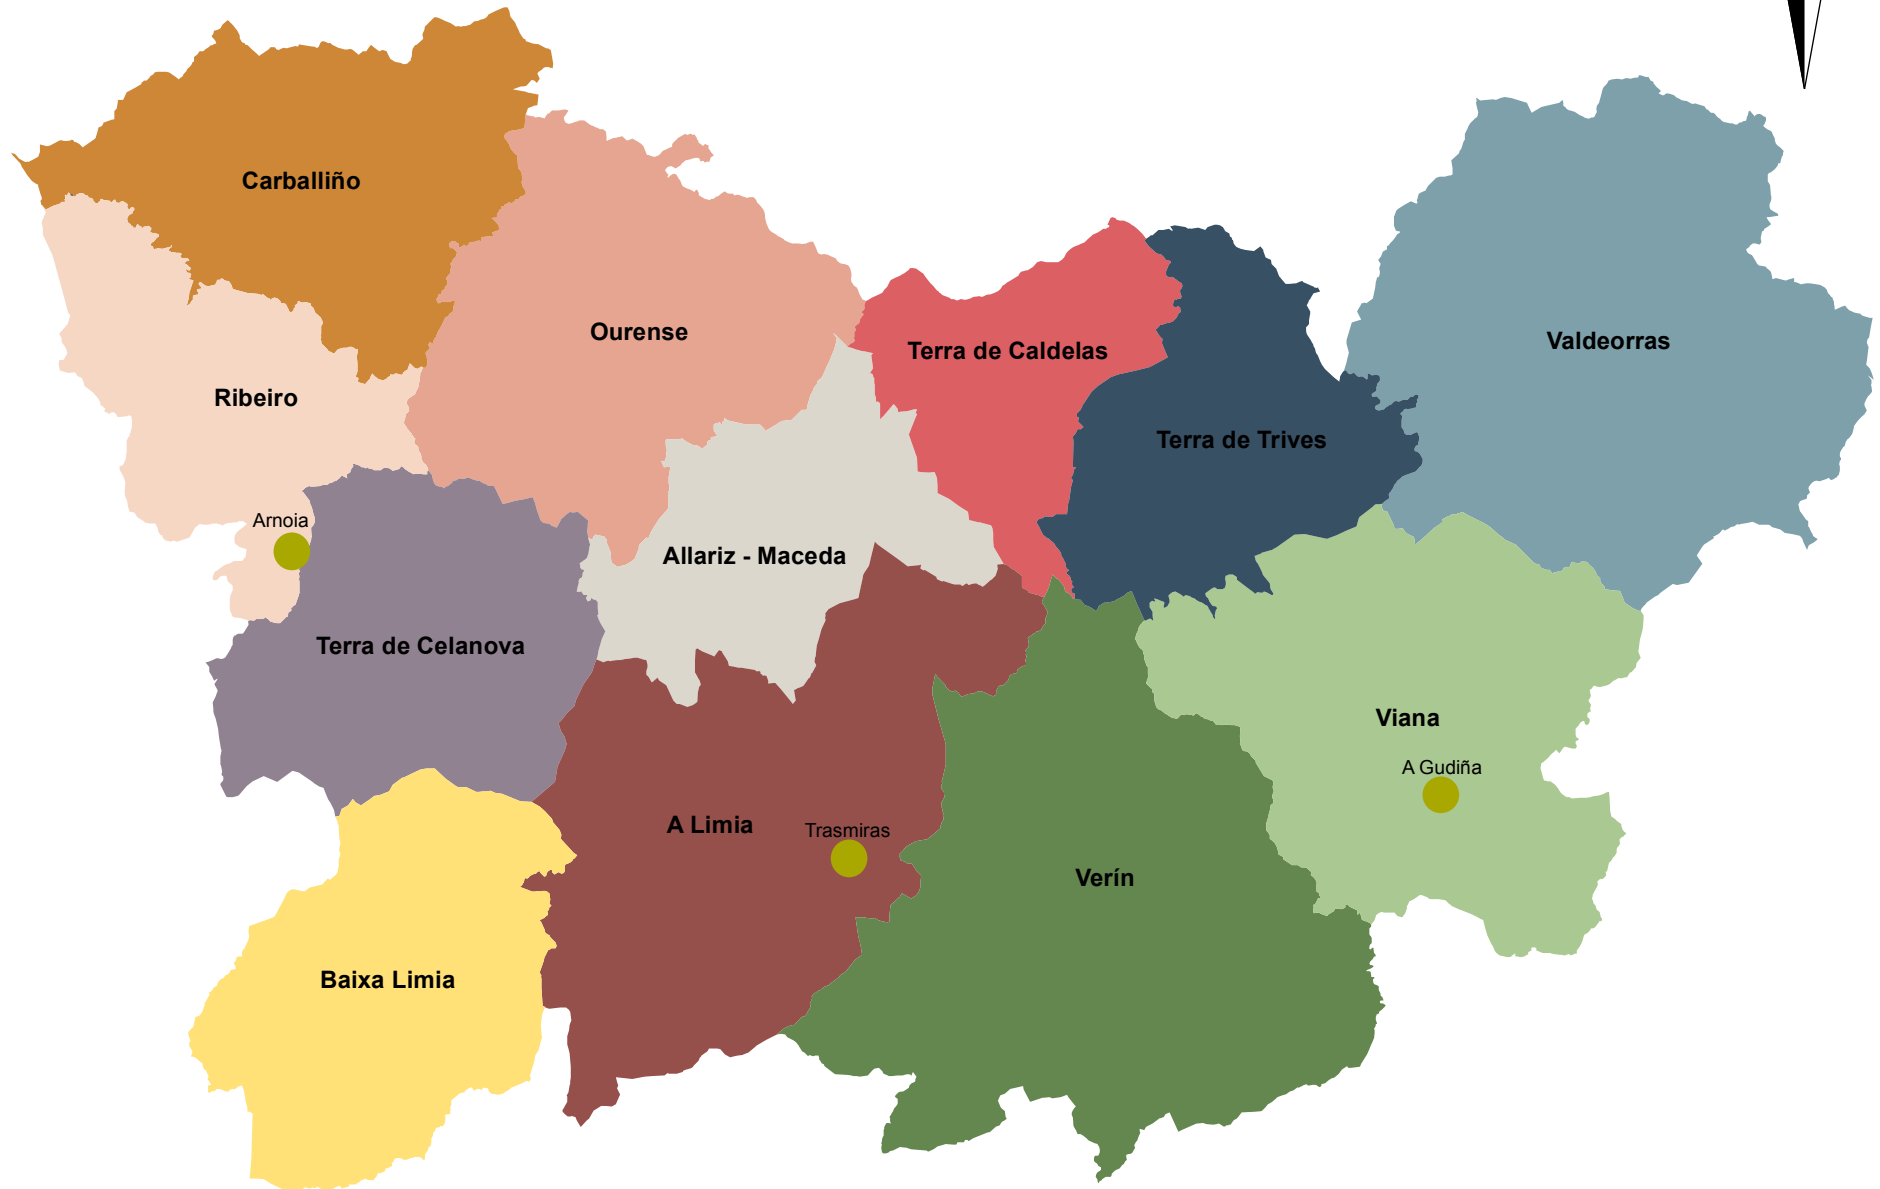 Carballiño
Ourense
Valdeorras
Terra de Caldelas
Ribeiro
Terra de Trives
Arnoia
Allariz - Maceda
Terra de Celanova
Viana
A Gudiña
A Limia
Trasmiras
Verín
Baixa Limia